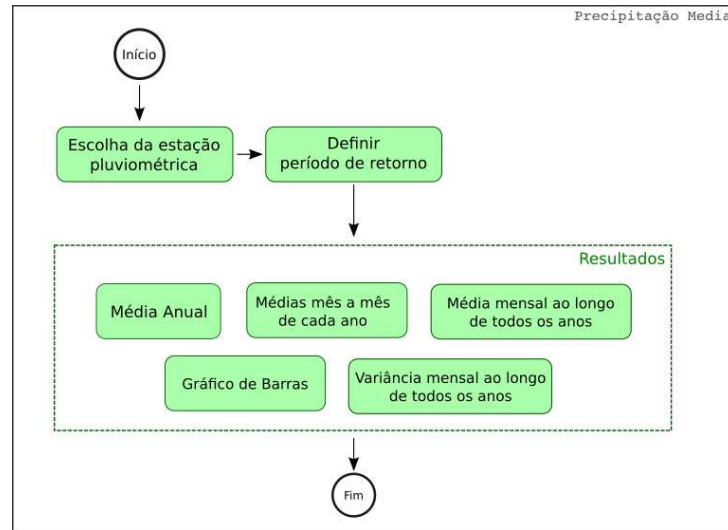 Precipitação Media
Início
Escolha da estação
pluviométrica
Definir
período de retorno
Resultados
Média Anual
Médias mês a mês
de cada ano
Média mensal ao longo
de todos os anos
Gráfico de Barras
Variância mensal ao longo
de todos os anos
Fim